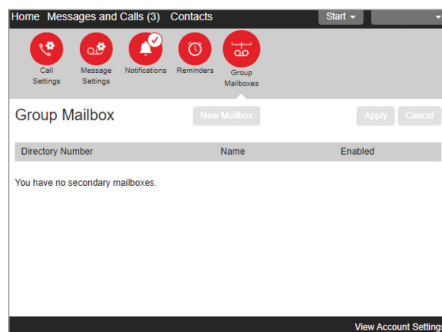 Home Messages and Calls (3) Contacts Start
Call Settings
Message Settings
Notifications
Reminders
Group Mailboxes
Group Mailbox New Mailbox Apply Cancel
Directory Number Name Enabled
You have no secondary mailboxes.
View Account Settings